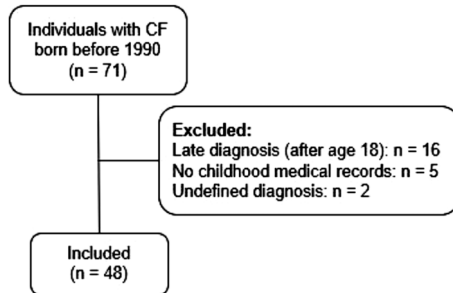 Individuals with CF
born before 1990
(n = 71)
Excluded:
Late diagnosis (after age 18): n = 16
No childhood medical records: n = 5
Undefined diagnosis: n = 2
Included
(n = 48)